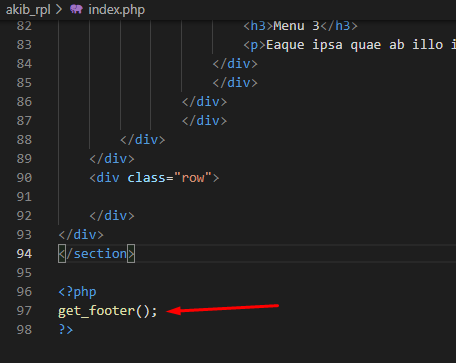 akib_rpl > index.php
82 <h3>Menu 3</h3>
83 <p>Eaque ipsa quae ab illo i
84 </div>
85 </div>
86 </div>
87 </div>
88 </div>
89 </div>
90 <div class="row">
91
92 </div>
93 </div>
94 </section>
95
96 <?php
97 get_footer();
98 ?>